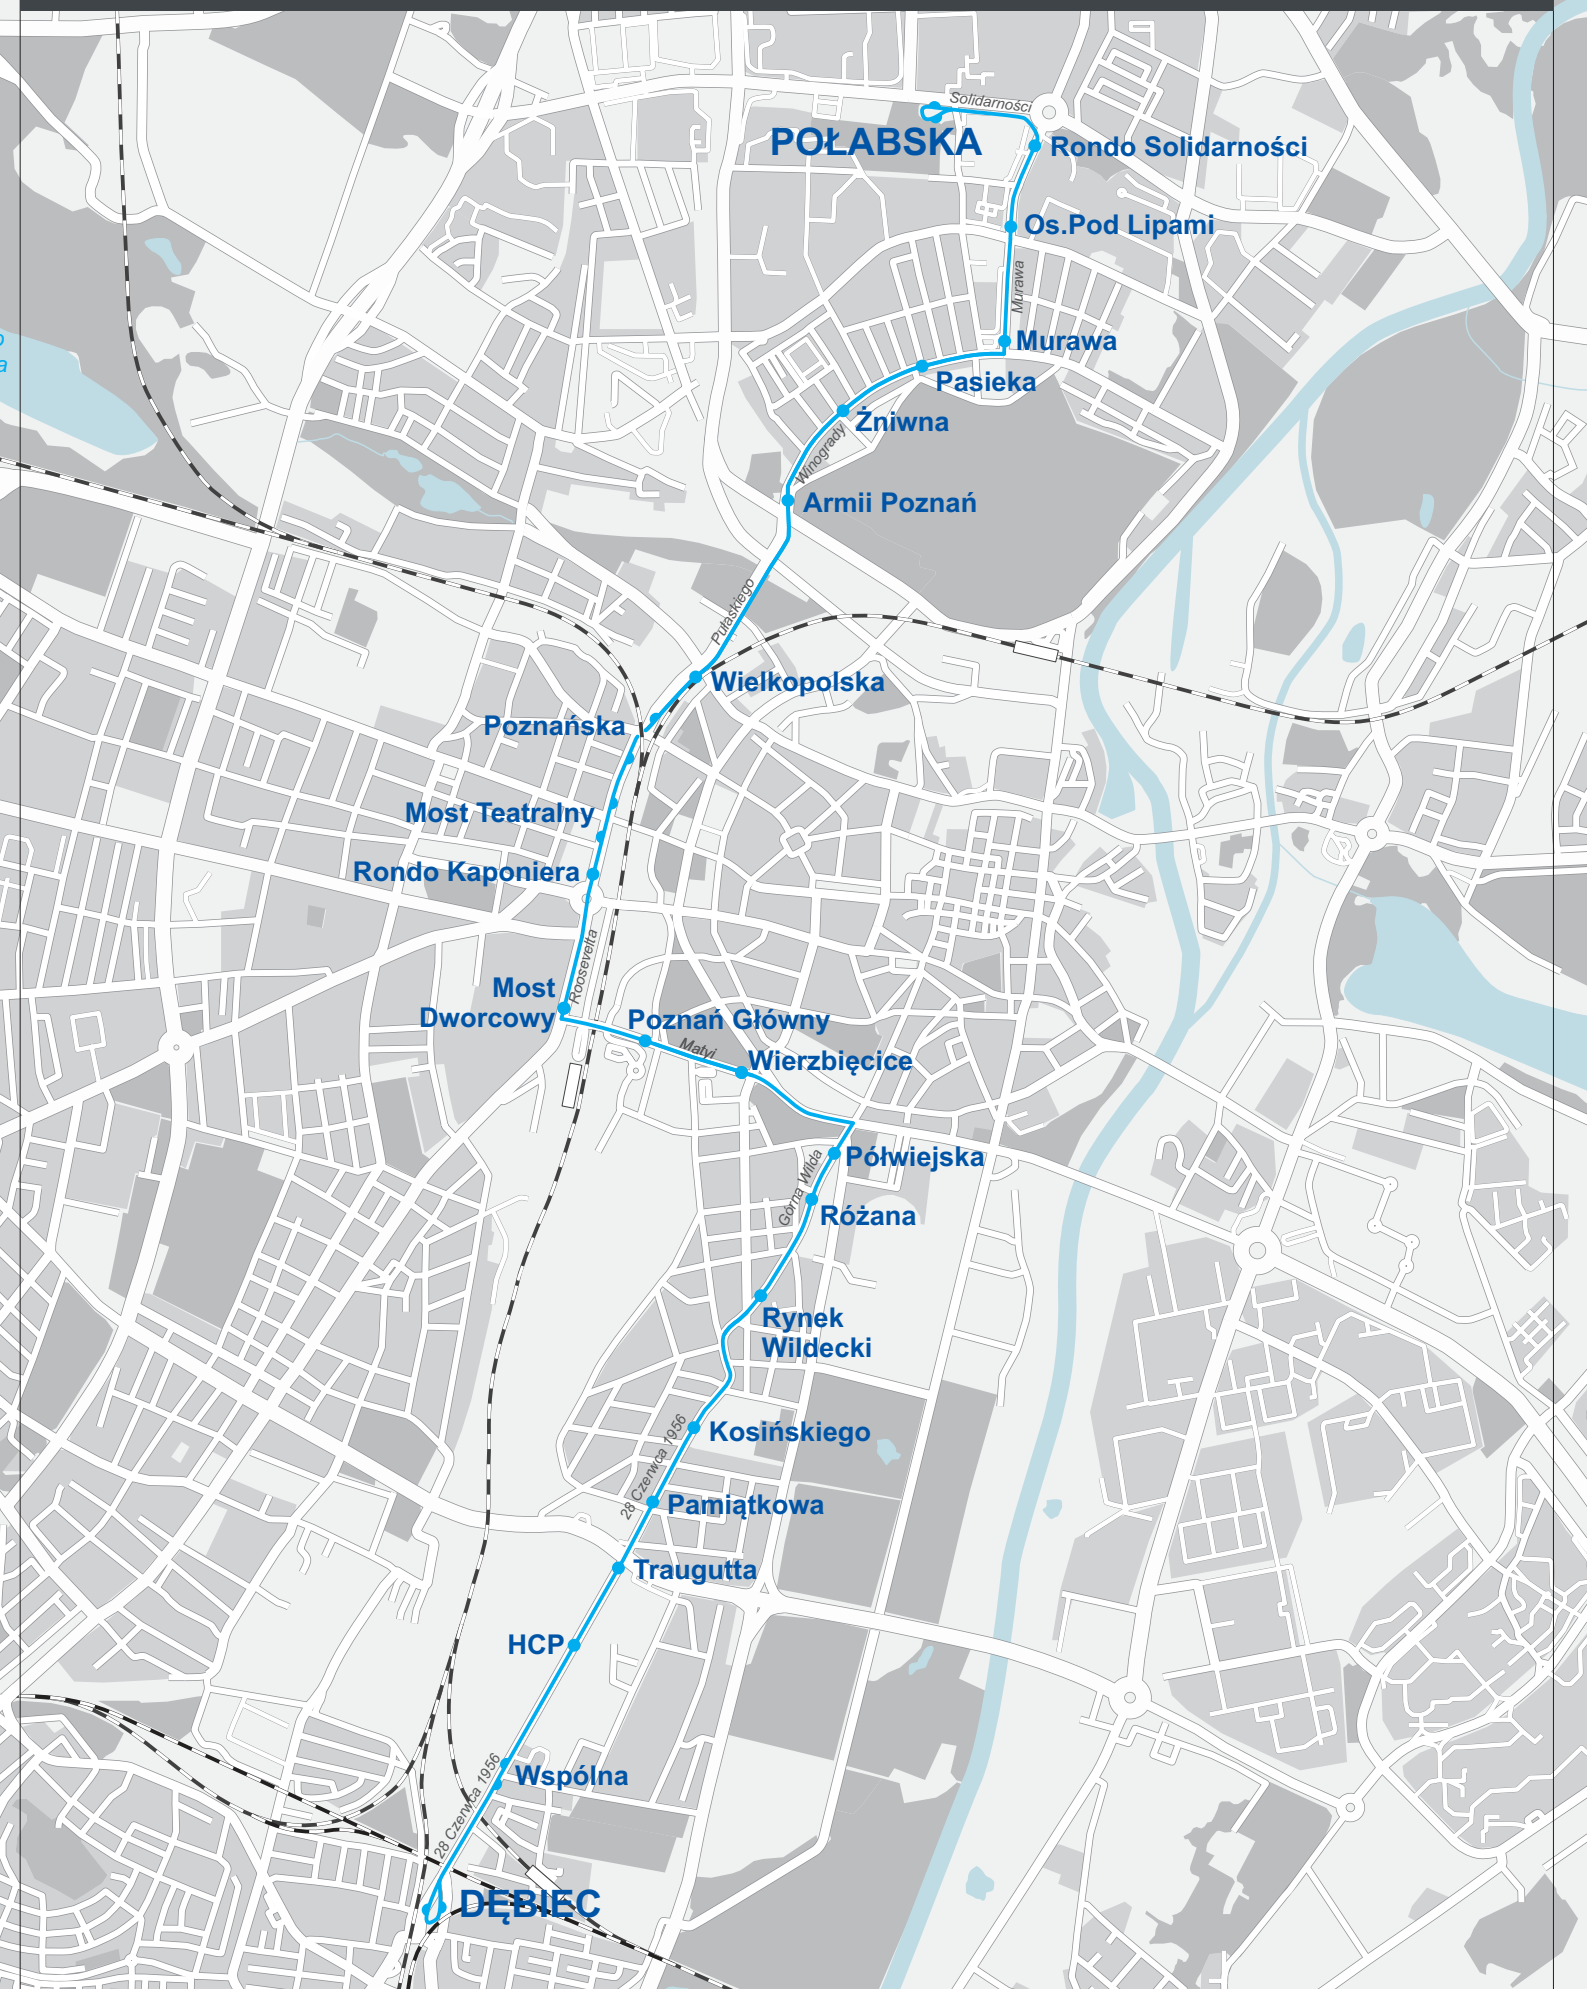 Solidarności
POŁABSKA
Rondo Solidarności
Os.Pod Lipami
Murawa
o
a
Murawa
Pasieka
Żniwna
Winogrady
Armii Poznań
Pułaskiego
Wielkopolska
Poznańska
Most Teatralny
Rondo Kaponiera
Roosevelta
Most
Dworcowy
Poznań Główny
Matyi
Wierzbięcice
Półwiejska
Górna Wilda
Różana
Rynek
Wildecki
Kosińskiego
28 Czerwca 1956
Pamiątkowa
Traugutta
HCP
Wspólna
28 Czerwca 1956
DĘBIEC